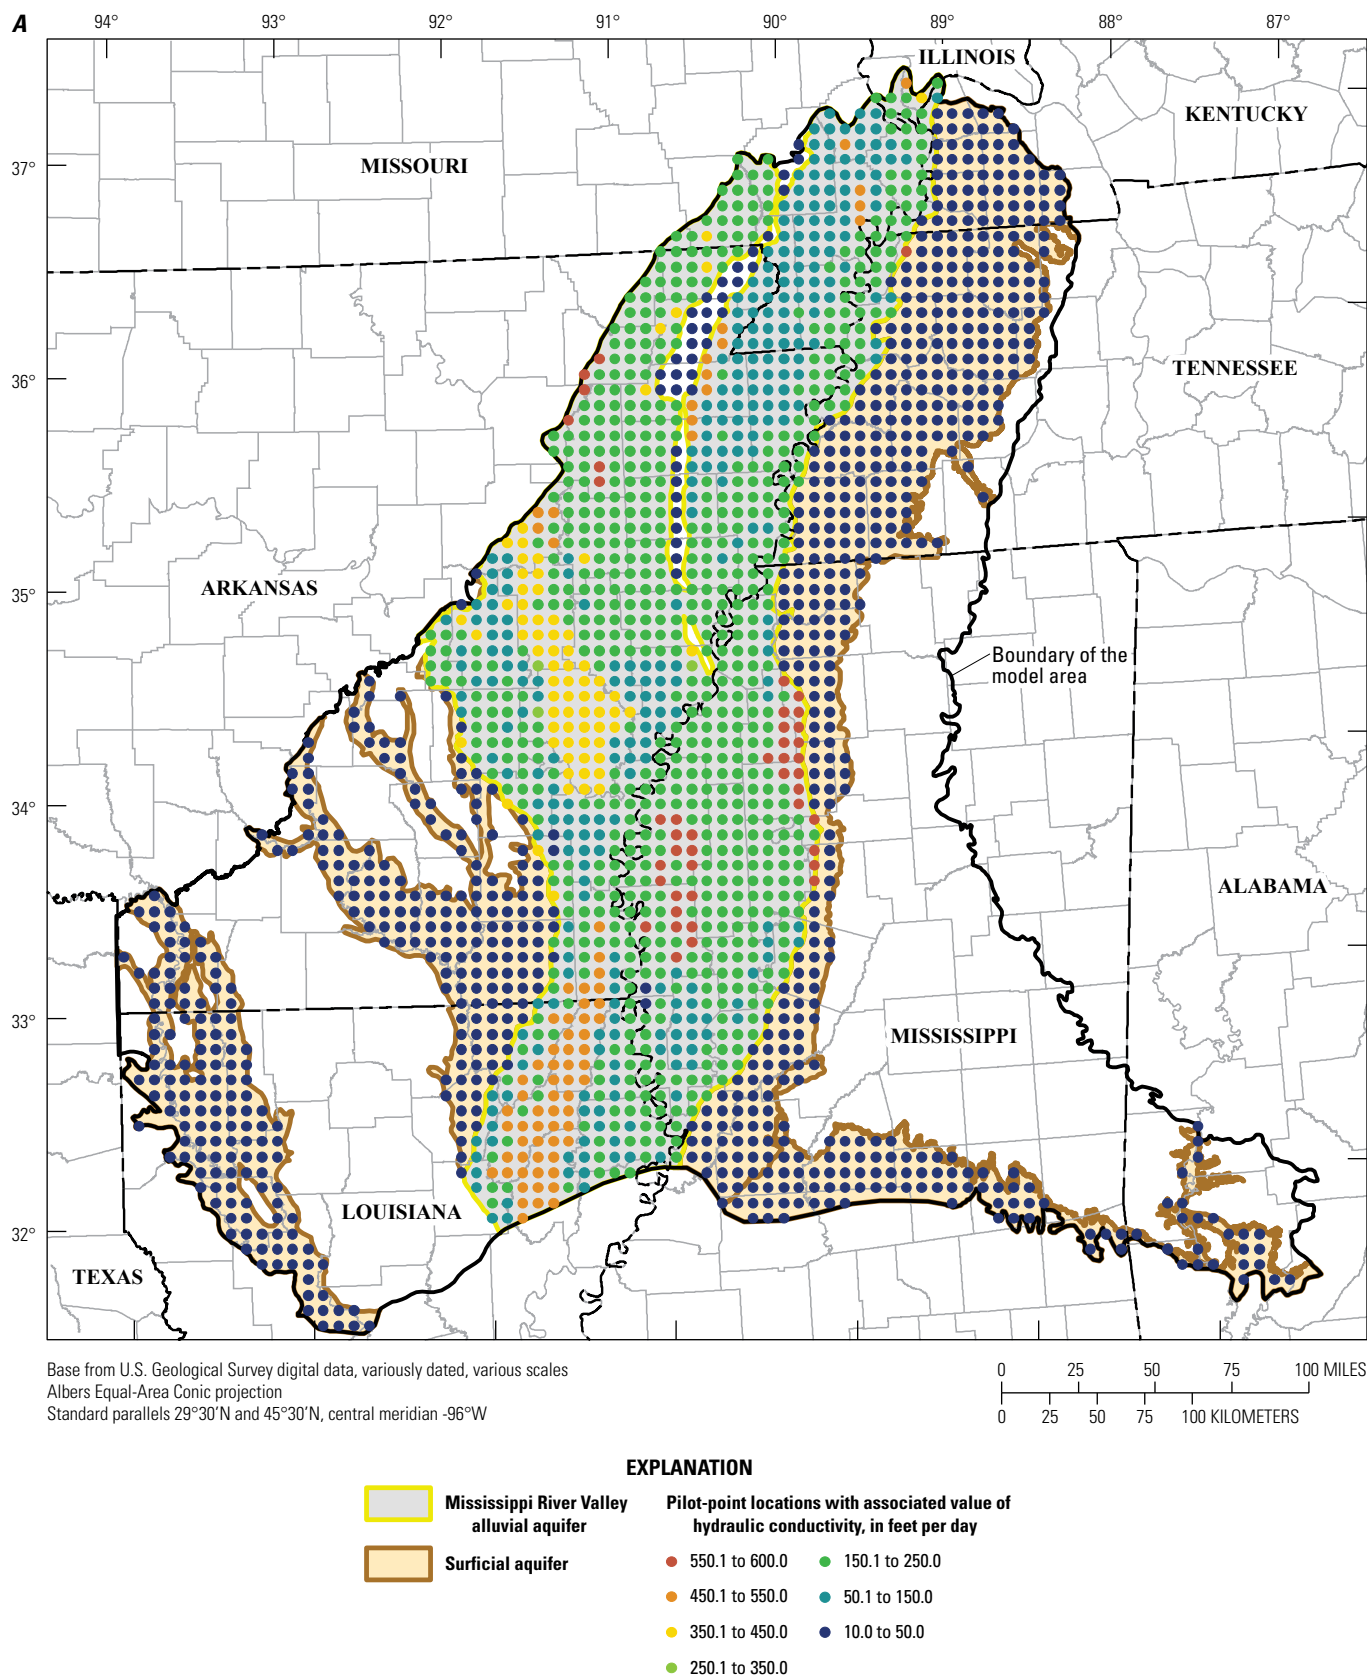 A
94°
93°
92°
91°
90°
89°
88°
87°
ILLINOIS
KENTUCKY
MISSOURI
37°
TENNESSEE
36°
ARKANSAS
35°
Boundary of the
model area
34°
ALABAMA
33°
MISSISSIPPI
LOUISIANA
32°
TEXAS
Base from U.S. Geological Survey digital data, variously dated, various scales
Albers Equal-Area Conic projection
Standard parallels 29°30′N and 45°30′N, central meridian -96°W
0 25 50 75 100 MILES
0 25 50 75 100 KILOMETERS
EXPLANATION
Mississippi River Valley
alluvial aquifer
Surficial aquifer
Pilot-point locations with associated value of
hydraulic conductivity, in feet per day
550.1 to 600.0
450.1 to 550.0
350.1 to 450.0
250.1 to 350.0
150.1 to 250.0
50.1 to 150.0
10.0 to 50.0